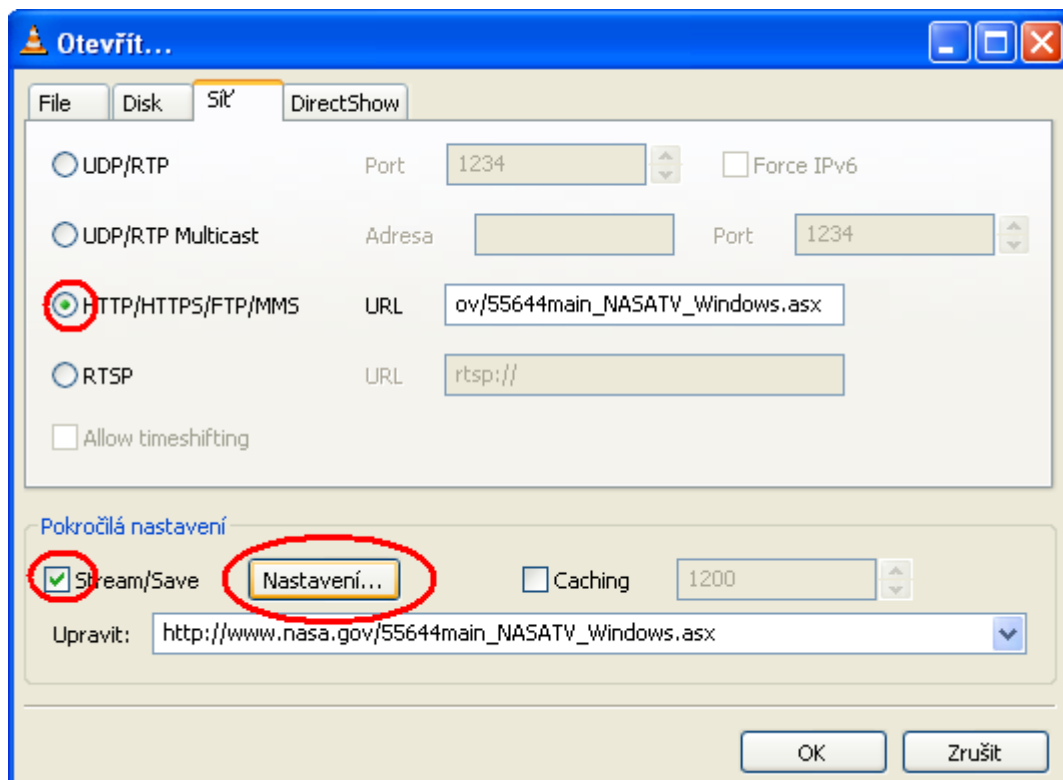 Otevřít...
File Disk Síť DirectShow
UDP/RTP Port 1234 Force IPv6
UDP/RTP Multicast Adresa Port 1234
HTTP/HTTPS/FTP/MMS URL ov/55644main_NASATV_Windows.asx
RTSP URL rtsp://
Allow timeshifting
Pokročilá nastavení
Stream/Save Nastavení... Caching 1200
Upravit: http://www.nasa.gov/55644main_NASATV_Windows.asx
OK Zrušit